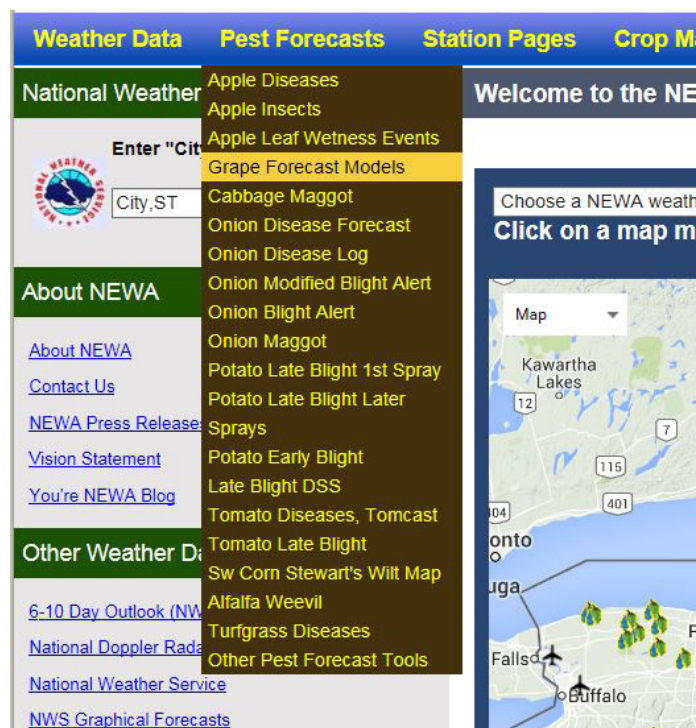 Weather Data Pest Forecasts Station Pages Crop M
National Weather
Enter "City
City,ST
About NEWA
About NEWA
Contact Us
NEWA Press Release
Vision Statement
You're NEWA Blog
Other Weather Da
6-10 Day Outlook (NW
National Doppler Rada
National Weather Service
NWS Graphical Forecasts
Apple Diseases
Apple Insects
Apple Leaf Wetness Events
Grape Forecast Models
Cabbage Maggot
Onion Disease Forecast
Onion Disease Log
Onion Modified Blight Alert
Onion Blight Alert
Onion Maggot
Potato Late Blight 1st Spray
Potato Late Blight Later
Sprays
Potato Early Blight
Late Blight DSS
Tomato Diseases, Tomcast
Tomato Late Blight
Sw Corn Stewart's Wilt Map
Alfalfa Weevil
Turfgrass Diseases
Other Pest Forecast Tools
Welcome to the NE
Choose a NEWA weath
Click on a map m
Map
Kawartha
Lakes
12
7
115
401
404
onto
uga
Falls
Buffalo